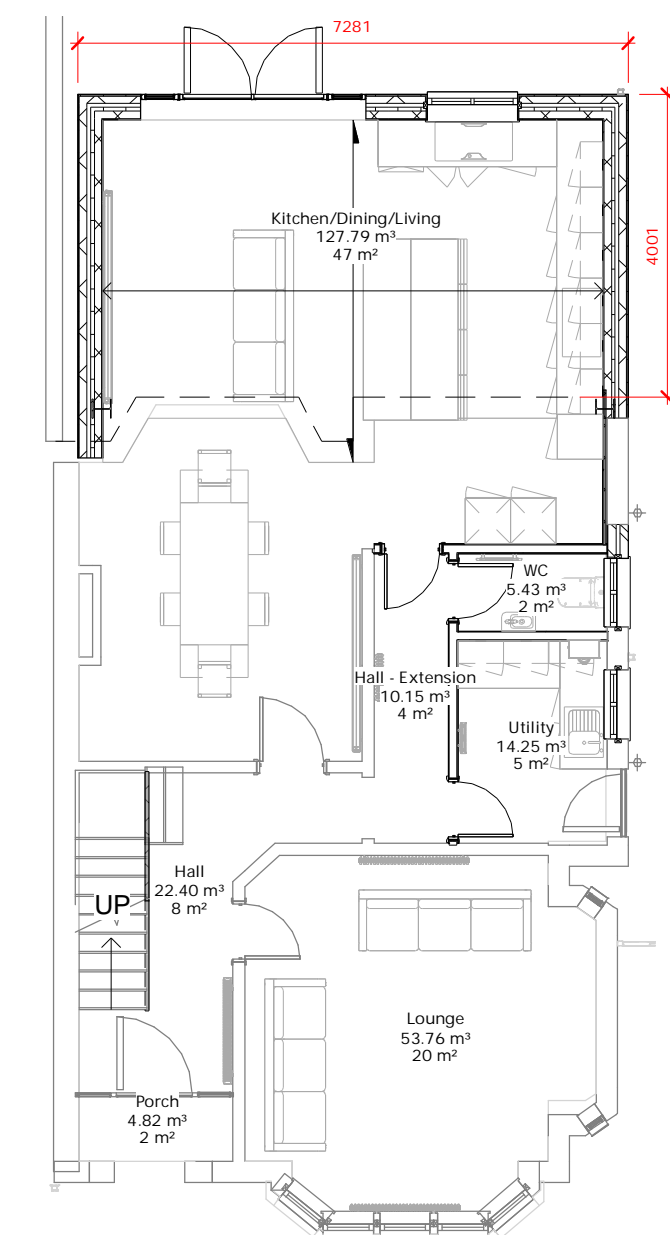 7281
4001
Kitchen/Dining/Living
127.79 m³
47 m²
WC
5.43 m³
2 m²
Hall - Extension
10.15 m³
4 m²
Utility
14.25 m³
5 m²
Hall
22.40 m³
8 m²
UP
Lounge
53.76 m³
20 m²
Porch
4.82 m³
2 m²